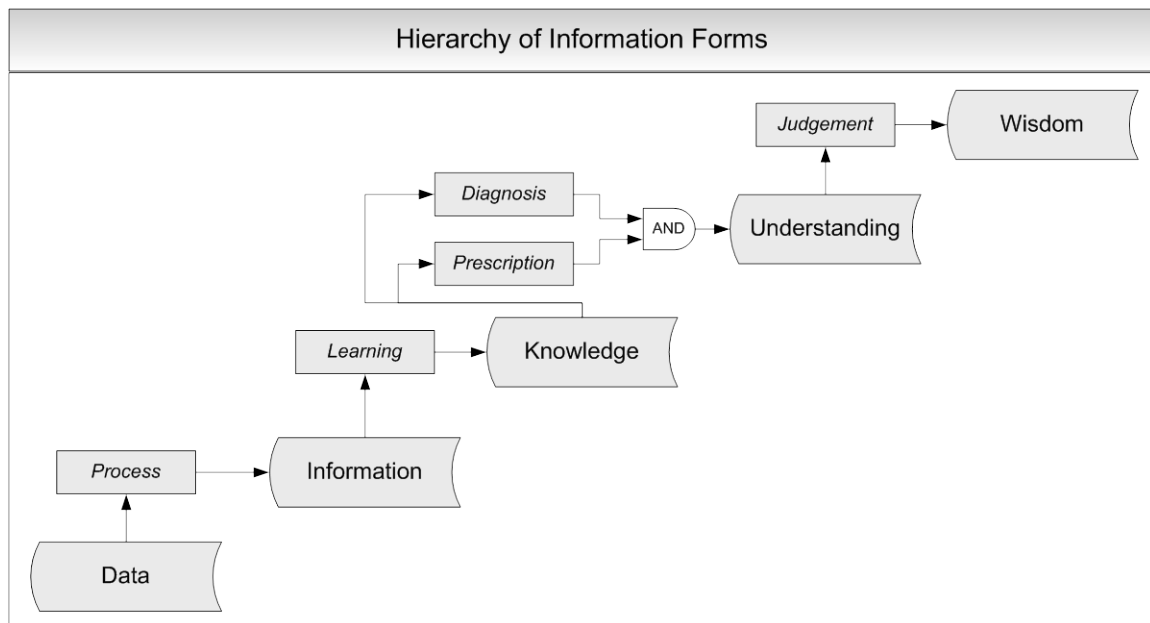 Hierarchy of Information Forms
Judgement
Wisdom
Diagnosis
AND
Understanding
Prescription
Learning
Knowledge
Process
Information
Data